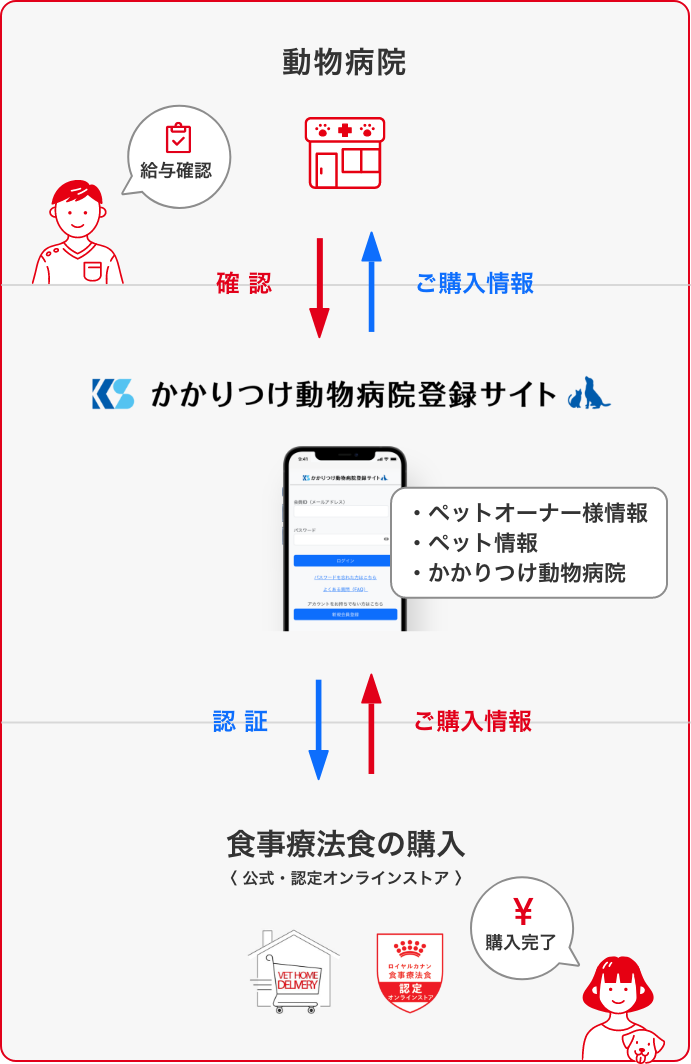 動物病院
給与確認
確 認
ご購入情報
KS かかりつけ動物病院登録サイト
9:41
KS かかりつけ動物病院登録サイト
会員ID（メールアドレス）
パスワード
ログイン
パスワードを忘れた方はこちら
よくある質問（FAQ）
アカウントをお持ちでない方はこちら
新規会員登録
・ペットオーナー様情報
・ペット情報
・かかりつけ動物病院
認 証
ご購入情報
食事療法食の購入
〈 公式・認定オンラインストア 〉
¥
購入完了
VET HOME
DELIVERY
ロイヤルカナン
食事療法食
認定
オンラインストア